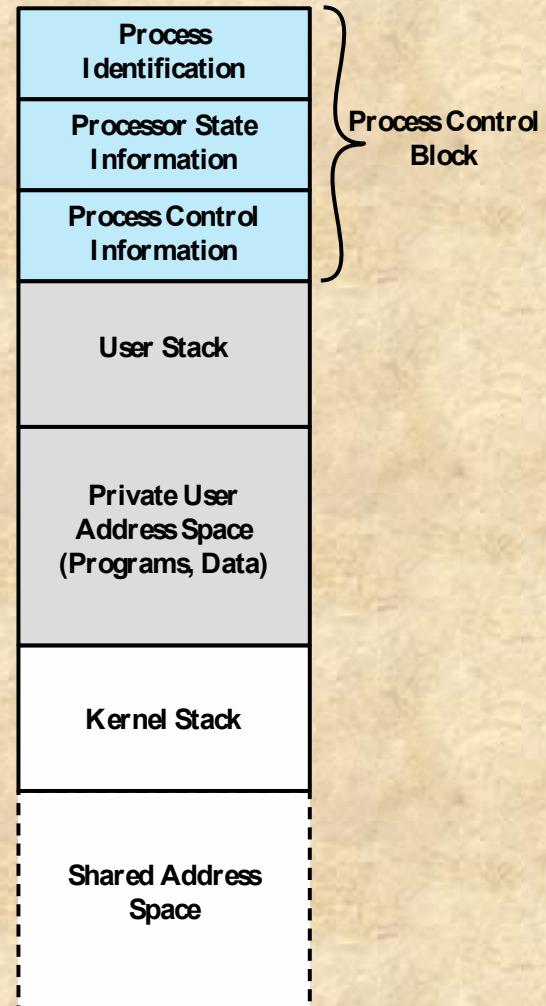 Process
Identification
Processor State
Information
Process Control
Information
Process Control
Block
User Stack
Private User
Address Space
(Programs, Data)
Kernel Stack
Shared Address
Space